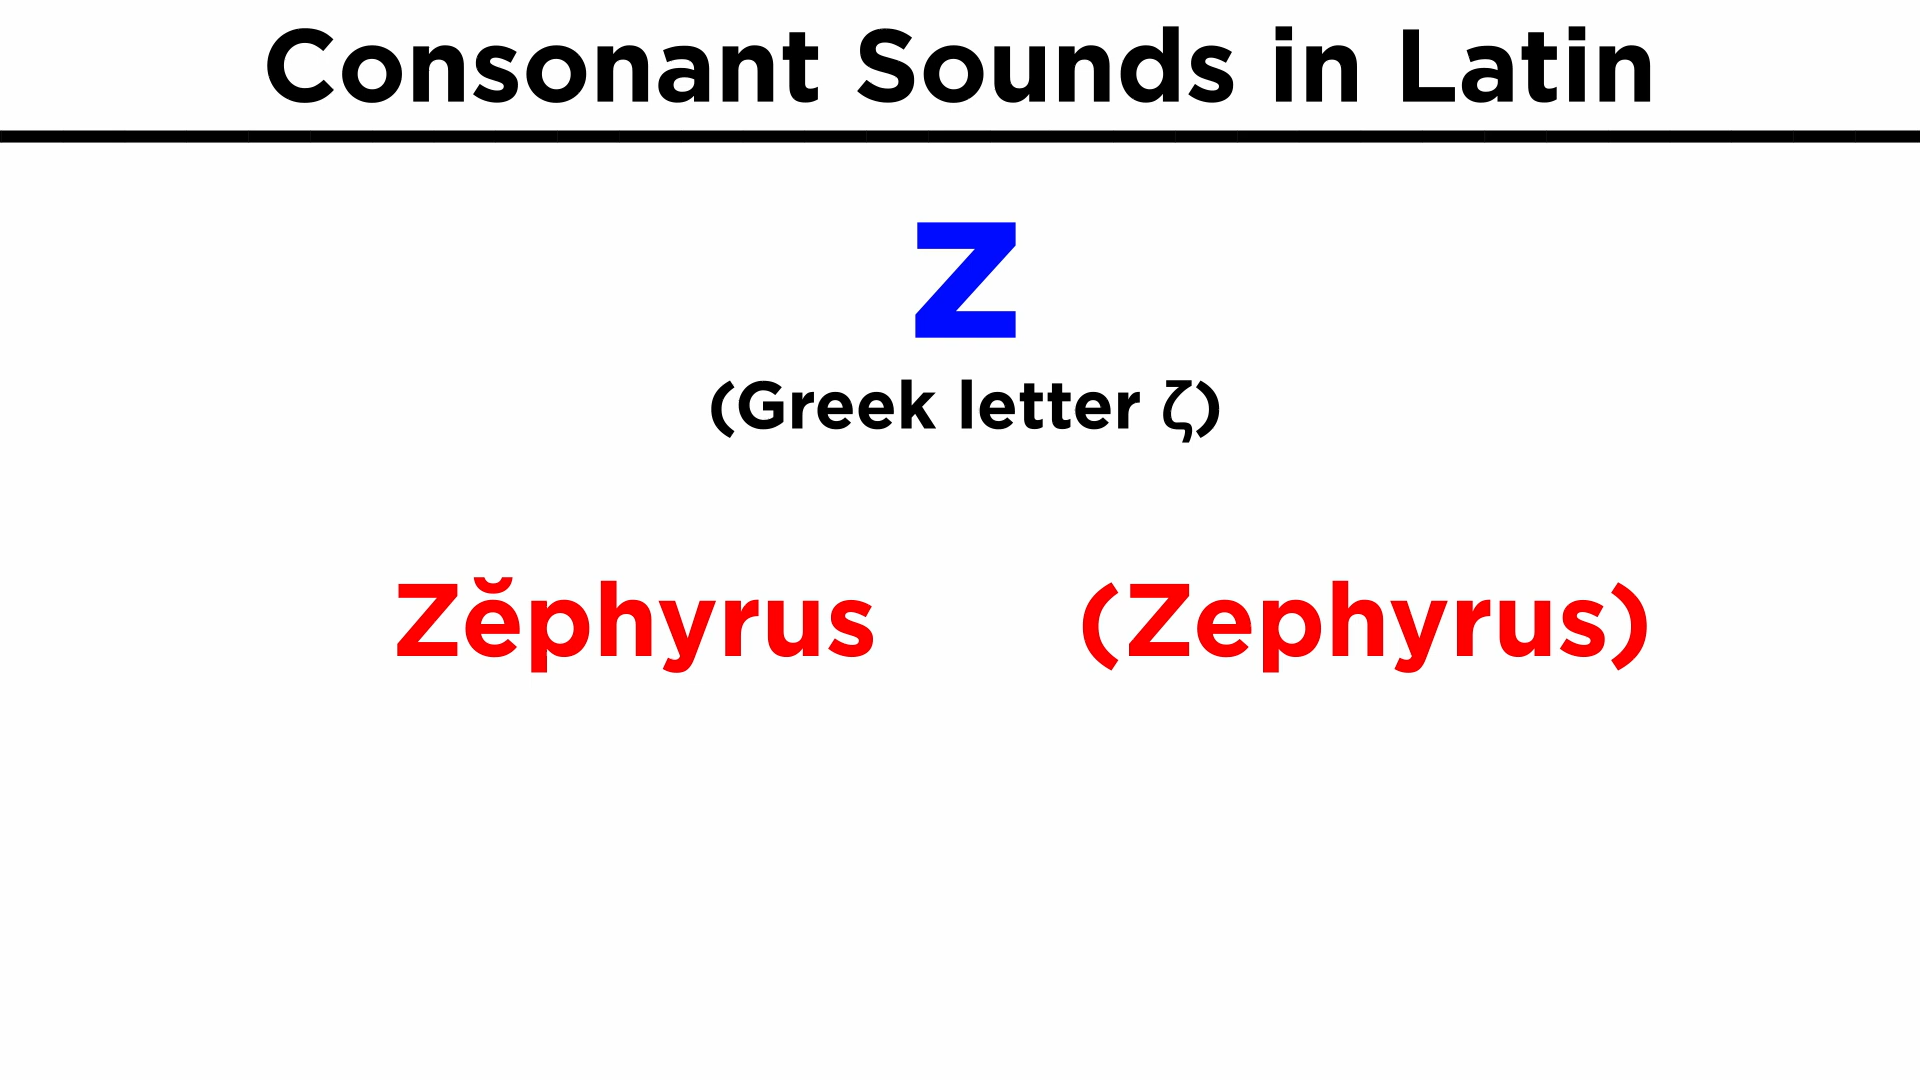 Consonant Sounds in Latin
z
(Greek letter ζ)
Zĕphyrus (Zephyrus)